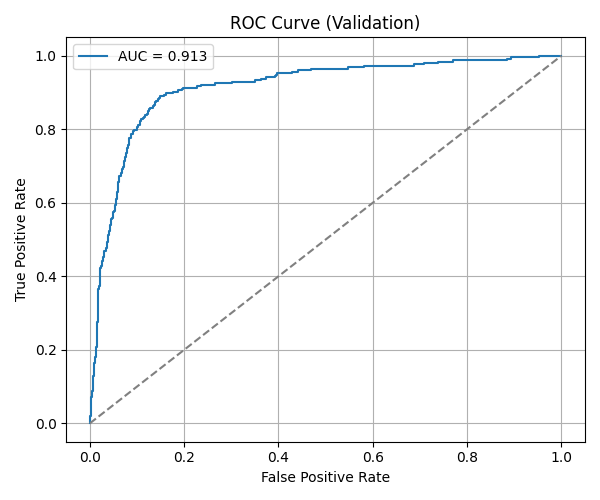 ROC Curve (Validation)
AUC = 0.913
True Positive Rate
1.0
0.8
0.6
0.4
0.2
0.0
0.0 0.2 0.4 0.6 0.8 1.0
False Positive Rate